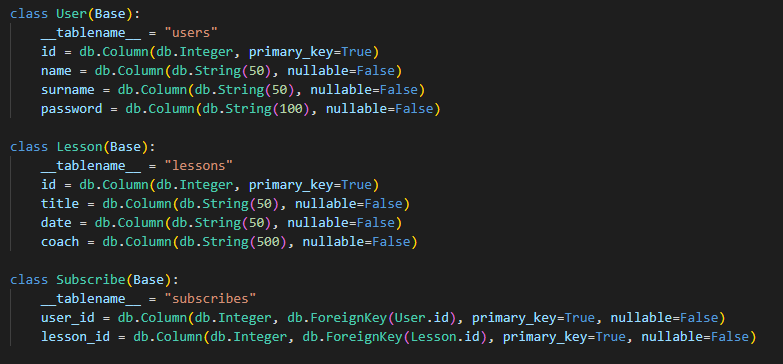 class User(Base):
    __tablename__ = "users"
    id = db.Column(db.Integer, primary_key=True)
    name = db.Column(db.String(50), nullable=False)
    surname = db.Column(db.String(50), nullable=False)
    password = db.Column(db.String(100), nullable=False)

class Lesson(Base):
    __tablename__ = "lessons"
    id = db.Column(db.Integer, primary_key=True)
    title = db.Column(db.String(50), nullable=False)
    date = db.Column(db.String(50), nullable=False)
    coach = db.Column(db.String(500), nullable=False)

class Subscribe(Base):
    __tablename__ = "subscribes"
    user_id = db.Column(db.Integer, db.ForeignKey(User.id), primary_key=True, nullable=False)
    lesson_id = db.Column(db.Integer, db.ForeignKey(Lesson.id), primary_key=True, nullable=False)